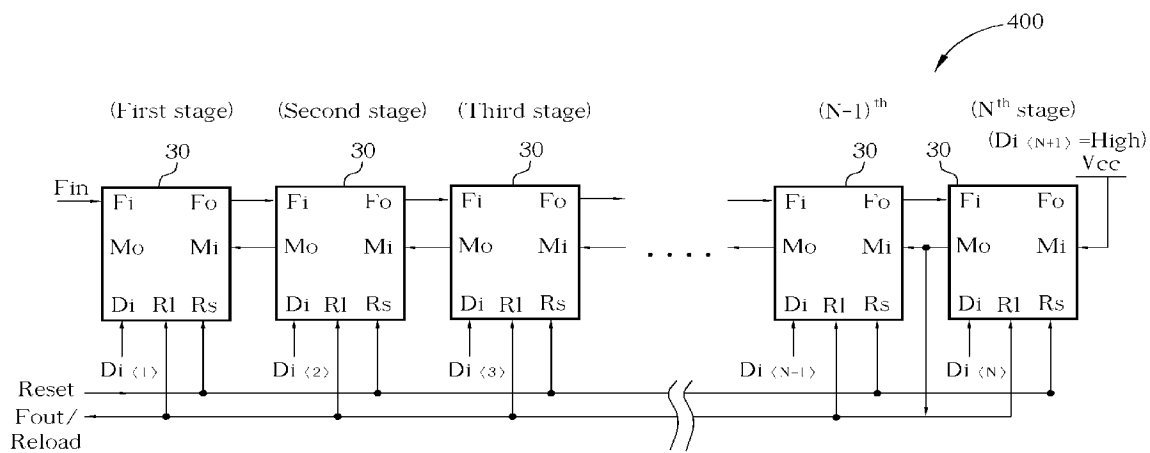 400
(First stage) (Second stage) (Third stage) (N-1)th (Nth stage)
(Di ⟨N+1⟩ =High)
30 30 30 30 30 Vcc
Fin
Fi Fo Fi Fo Fi Fo Fi Fo Fi Fo
Mo Mi Mo Mi Mo Mi . . . . Mo Mi Mo Mi
Di Rl Rs Di Rl Rs Di Rl Rs Di Rl Rs Di Rl Rs
Di ⟨1⟩ Di ⟨2⟩ Di ⟨3⟩ Di ⟨N-1⟩ Di ⟨N⟩
Reset
Fout/
Reload